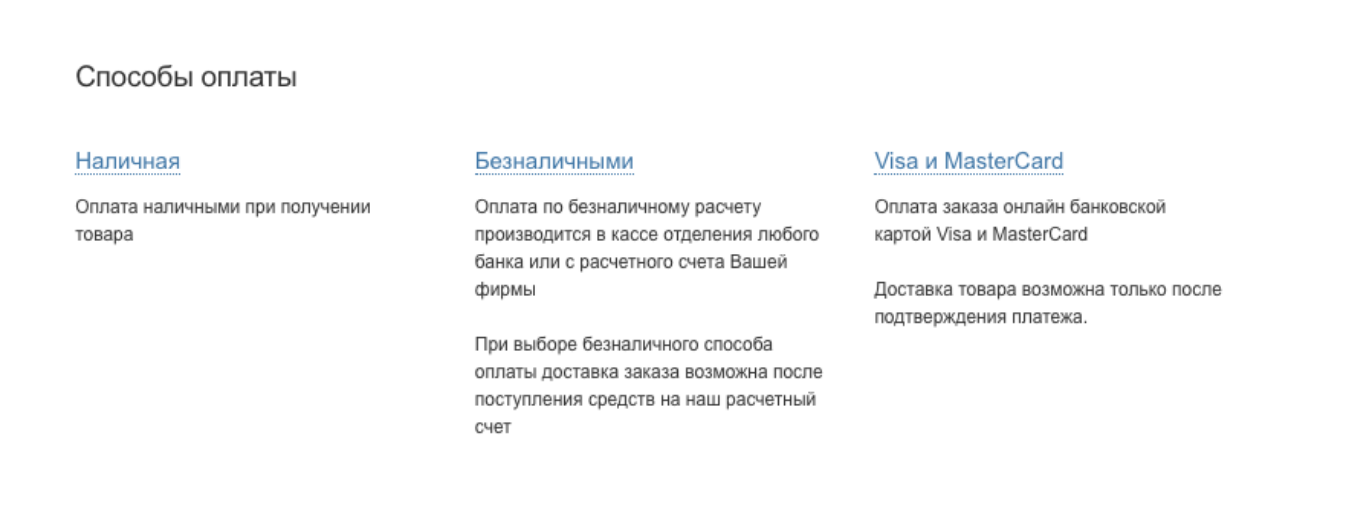 Способы оплаты
Наличная
Оплата наличными при получении
товара
Безналичными
Оплата по безналичному расчету
производится в кассе отделения любого
банка или с расчетного счета Вашей
фирмы
При выборе безналичного способа
оплаты доставка заказа возможна после
поступления средств на наш расчетный
счет
Visa и MasterCard
Оплата заказа онлайн банковской
картой Visa и MasterCard
Доставка товара возможна только после
подтверждения платежа.